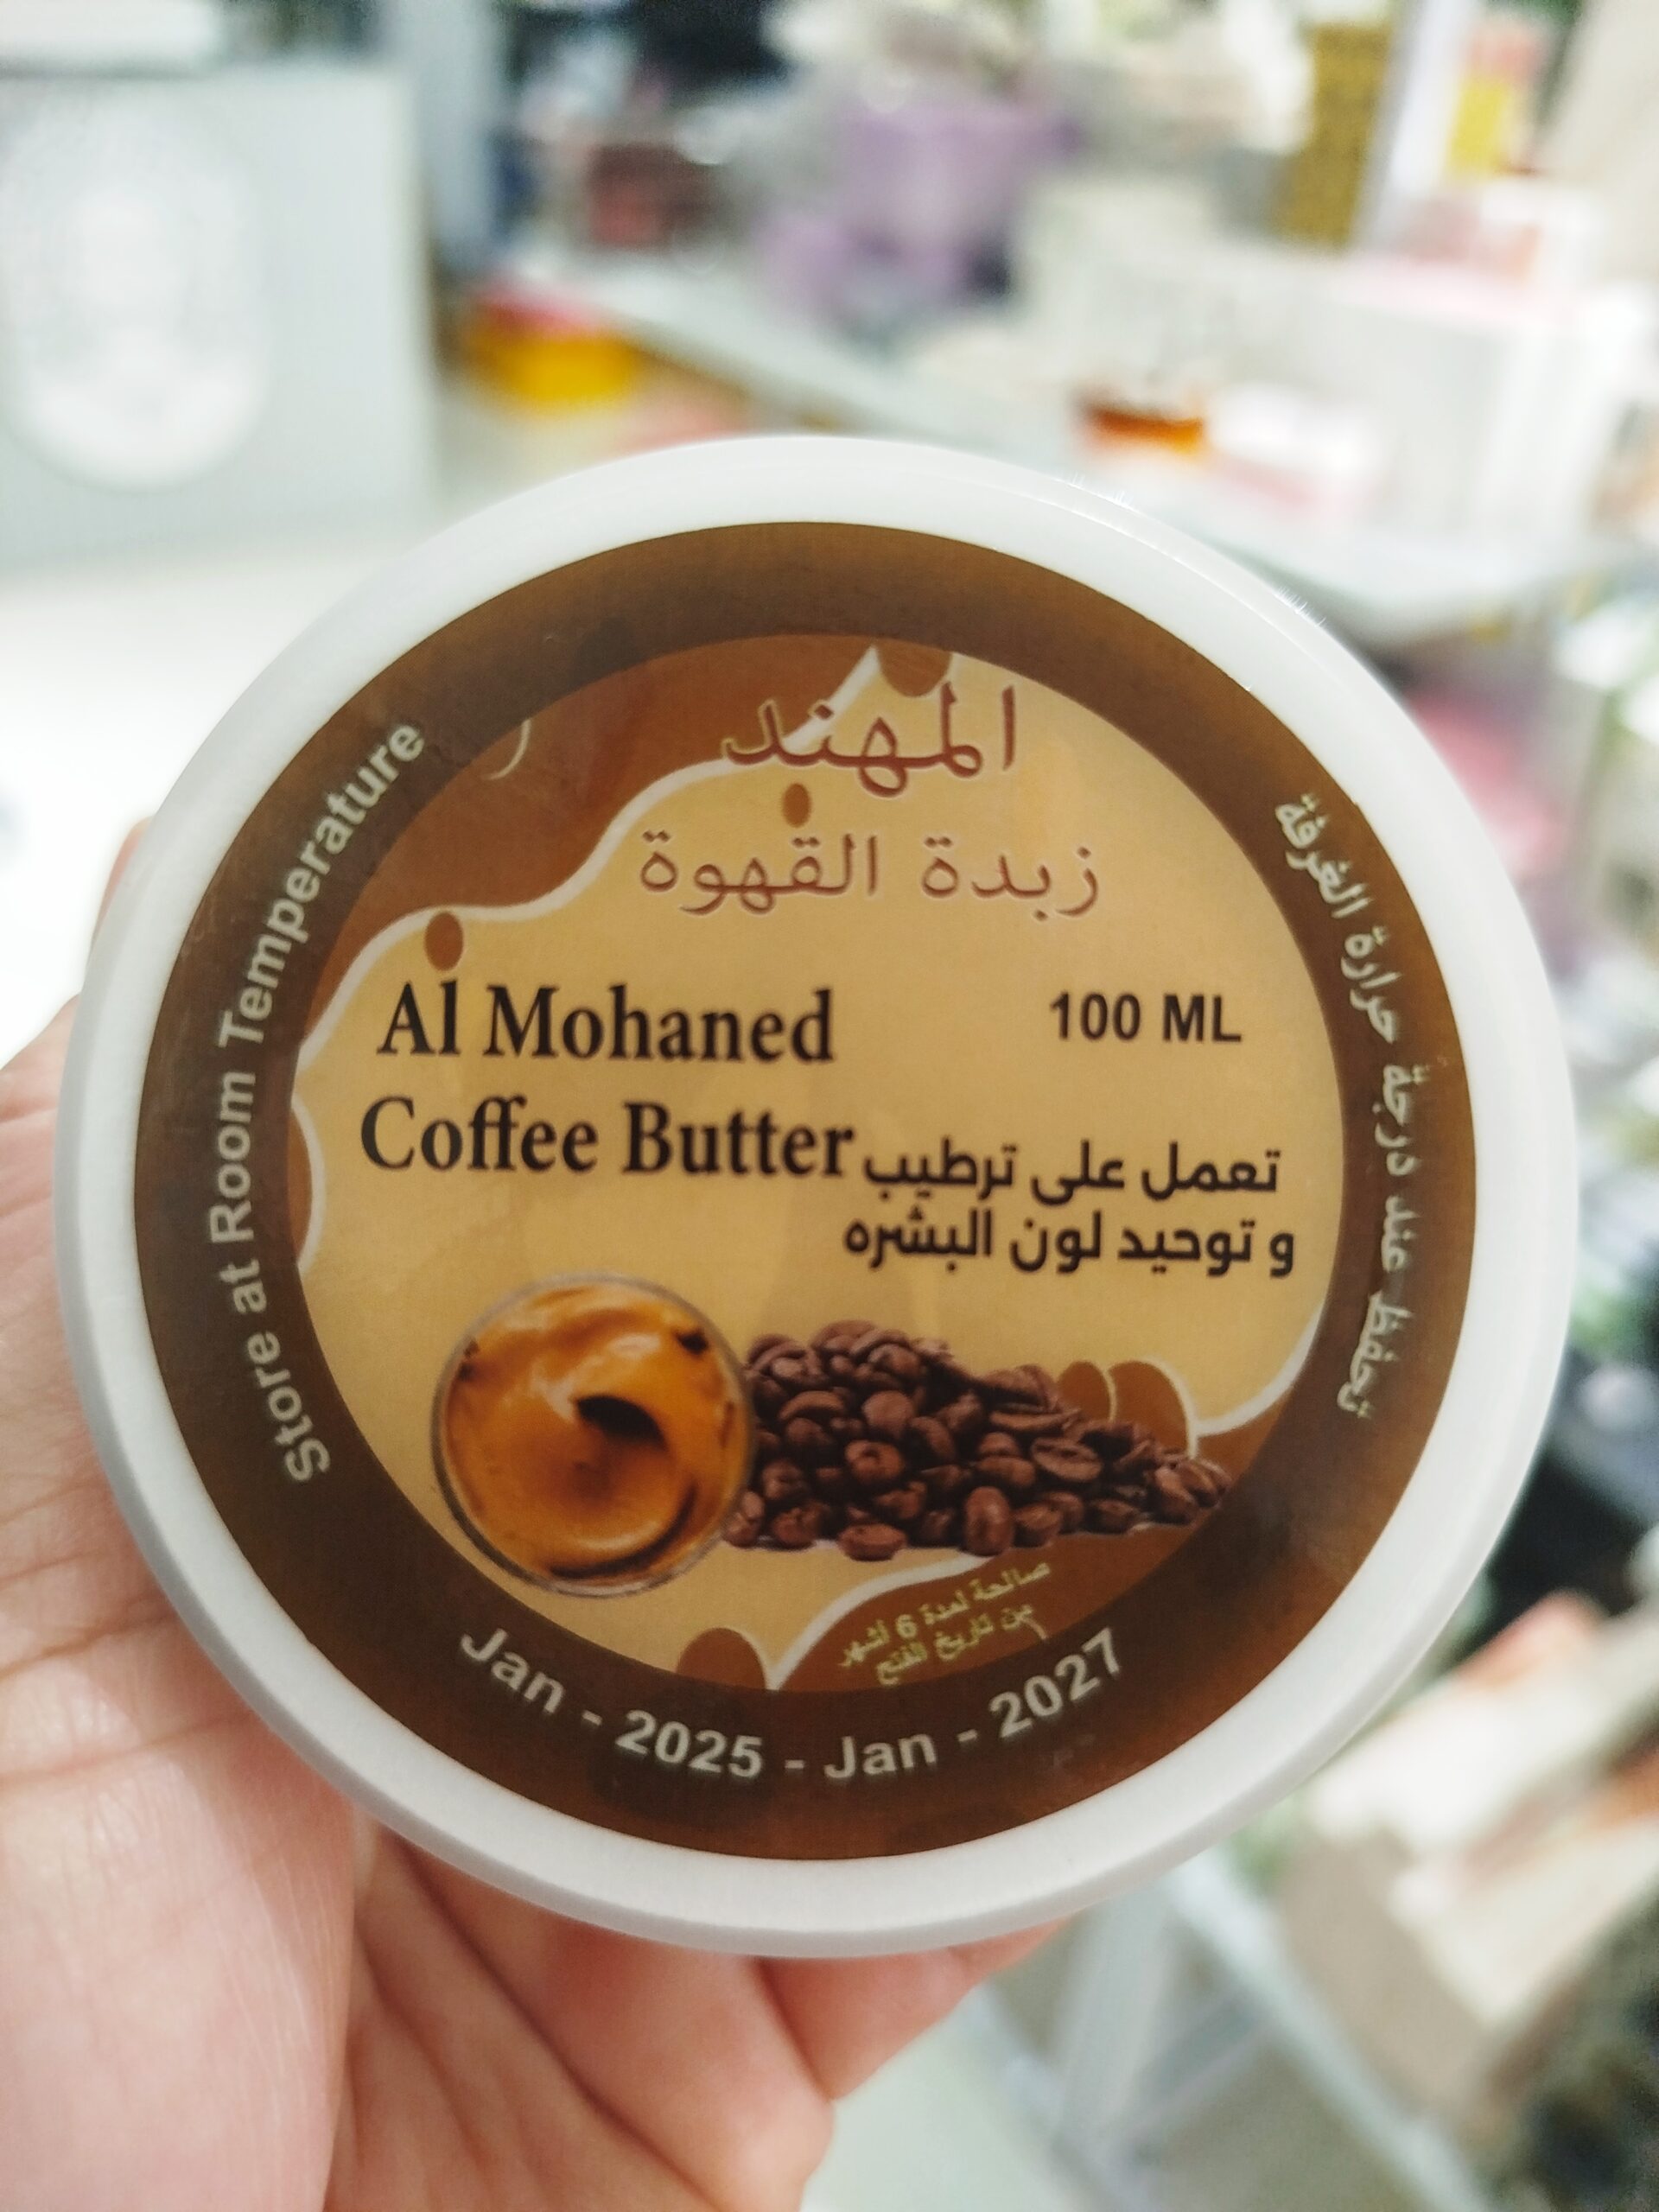 المهند
زبدة القهوة
Al Mohaned
100 ML
Coffee Butter
تعمل على ترطيب
و توحيد لون البشره
صالحة لمدة 6 اشهر
من تاريخ الفتح
Store at Room Temperature
تحفظ عند درجة حرارة الغرفة
Jan - 2025 - Jan - 2027